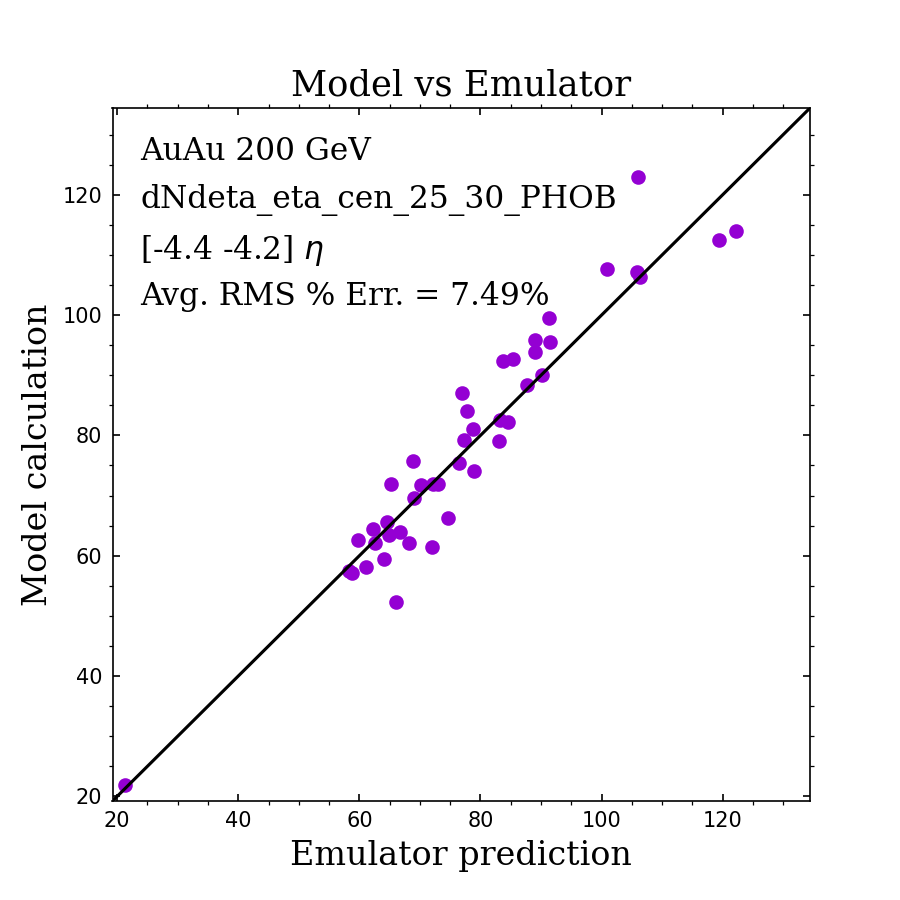 Model vs Emulator
AuAu 200 GeV
dNdeta_eta_cen_25_30_PHOB
[-4.4 -4.2] η
Avg. RMS % Err. = 7.49%
Model calculation
120
100
80
60
40
20
20 40 60 80 100 120
Emulator prediction